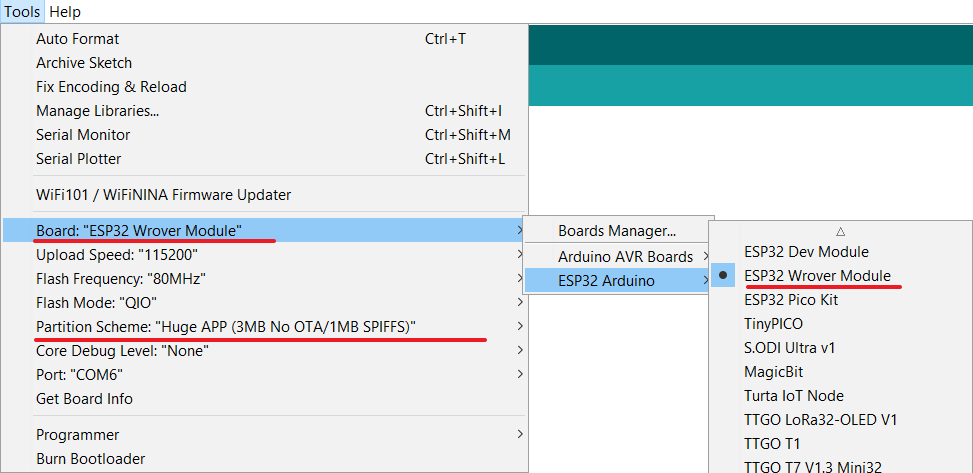 Tools Help
Auto Format Ctrl+T
Archive Sketch
Fix Encoding & Reload
Manage Libraries... Ctrl+Shift+I
Serial Monitor Ctrl+Shift+M
Serial Plotter Ctrl+Shift+L
WiFi101 / WiFiNINA Firmware Updater
Board: "ESP32 Wrover Module"
Upload Speed: "115200"
Flash Frequency: "80MHz"
Flash Mode: "QIO"
Partition Scheme: "Huge APP (3MB No OTA/1MB SPIFFS)"
Core Debug Level: "None"
Port: "COM6"
Get Board Info
Programmer
Burn Bootloader
Boards Manager...
Arduino AVR Boards
ESP32 Arduino
ESP32 Dev Module
ESP32 Wrover Module
ESP32 Pico Kit
TinyPICO
S.ODI Ultra v1
MagicBit
Turta IoT Node
TTGO LoRa32-OLED V1
TTGO T1
TTGO T7 V1.3 Mini32